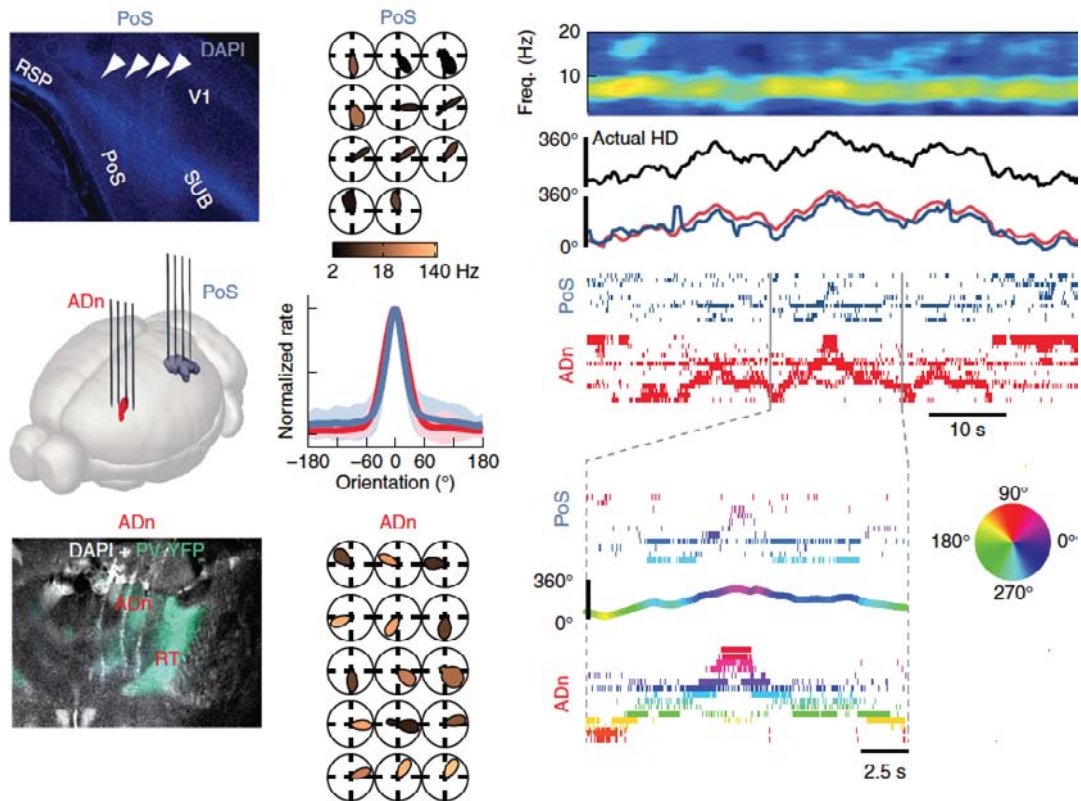 PoS
DAPI
RSP
V1
PoS
SUB
ADn
PoS
ADn
DAPI + PV-YFP
ADn
RT
PoS
2 18 140 Hz
Normalized rate
−180 −60 0 60 180
Orientation (°)
ADn
Freq. (Hz)
20
10
360°
Actual HD
360°
0°
PoS
ADn
10 s
PoS
360°
0°
ADn
2.5 s
90°
180°
0°
270°